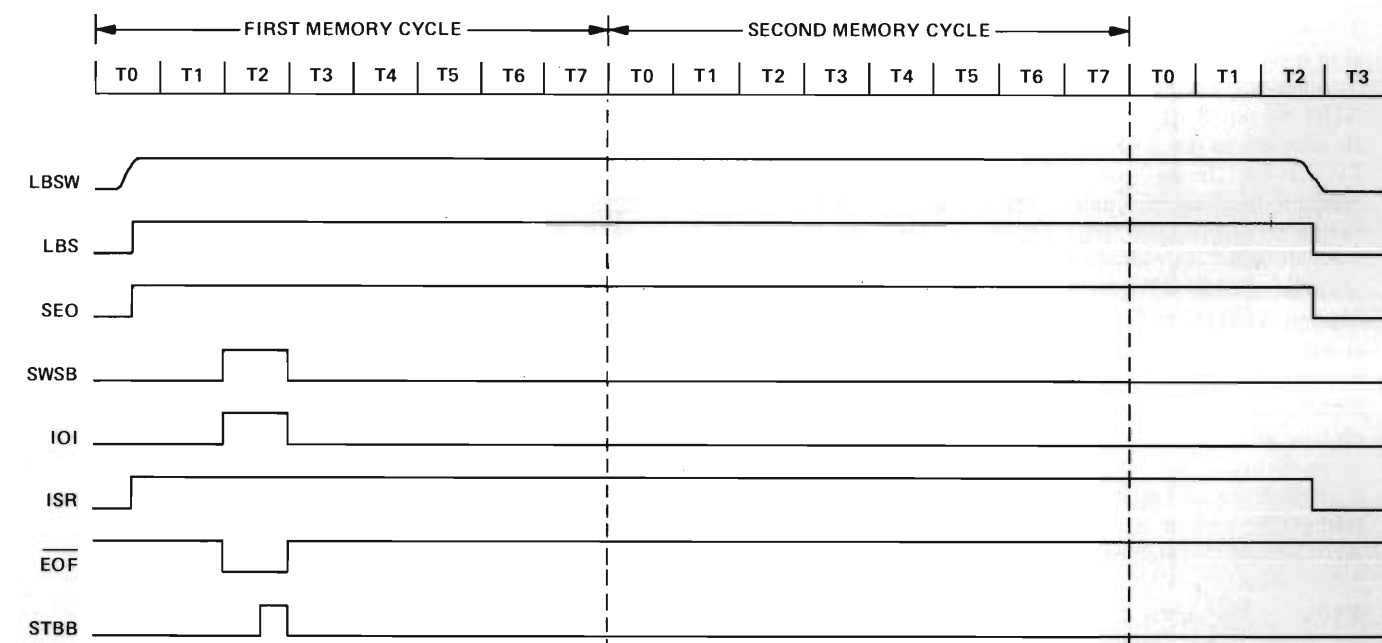 FIRST MEMORY CYCLE SECOND MEMORY CYCLE
T0 T1 T2 T3 T4 T5 T6 T7 T0 T1 T2 T3 T4 T5 T6 T7 T0 T1 T2 T3
LBSW
LBS
SEO
SWSB
IOI
ISR
EOF
STBB